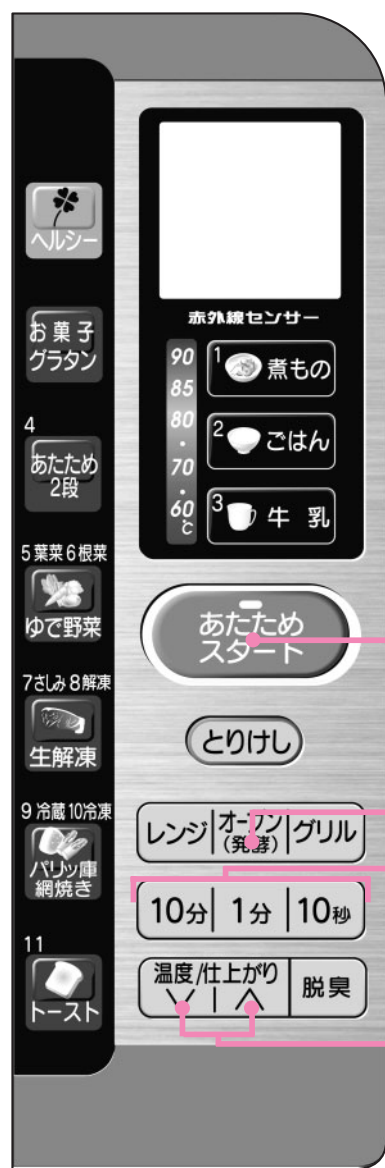 ヘルシー
お菓子
グラタン
4
あたため
2段
5葉菜6根菜
ゆで野菜
7さしみ8解凍
生解凍
9冷蔵10冷凍
パリッ庫
網焼き
11
トースト
赤外線センサー
90
85
80
・
70
・
60
℃
1 煮もの
2 ごはん
3 牛乳
あたため
スタート
とりけし
レンジ オーブン(発酵) グリル
10分 1分 10秒
温度/仕上がり 脱臭